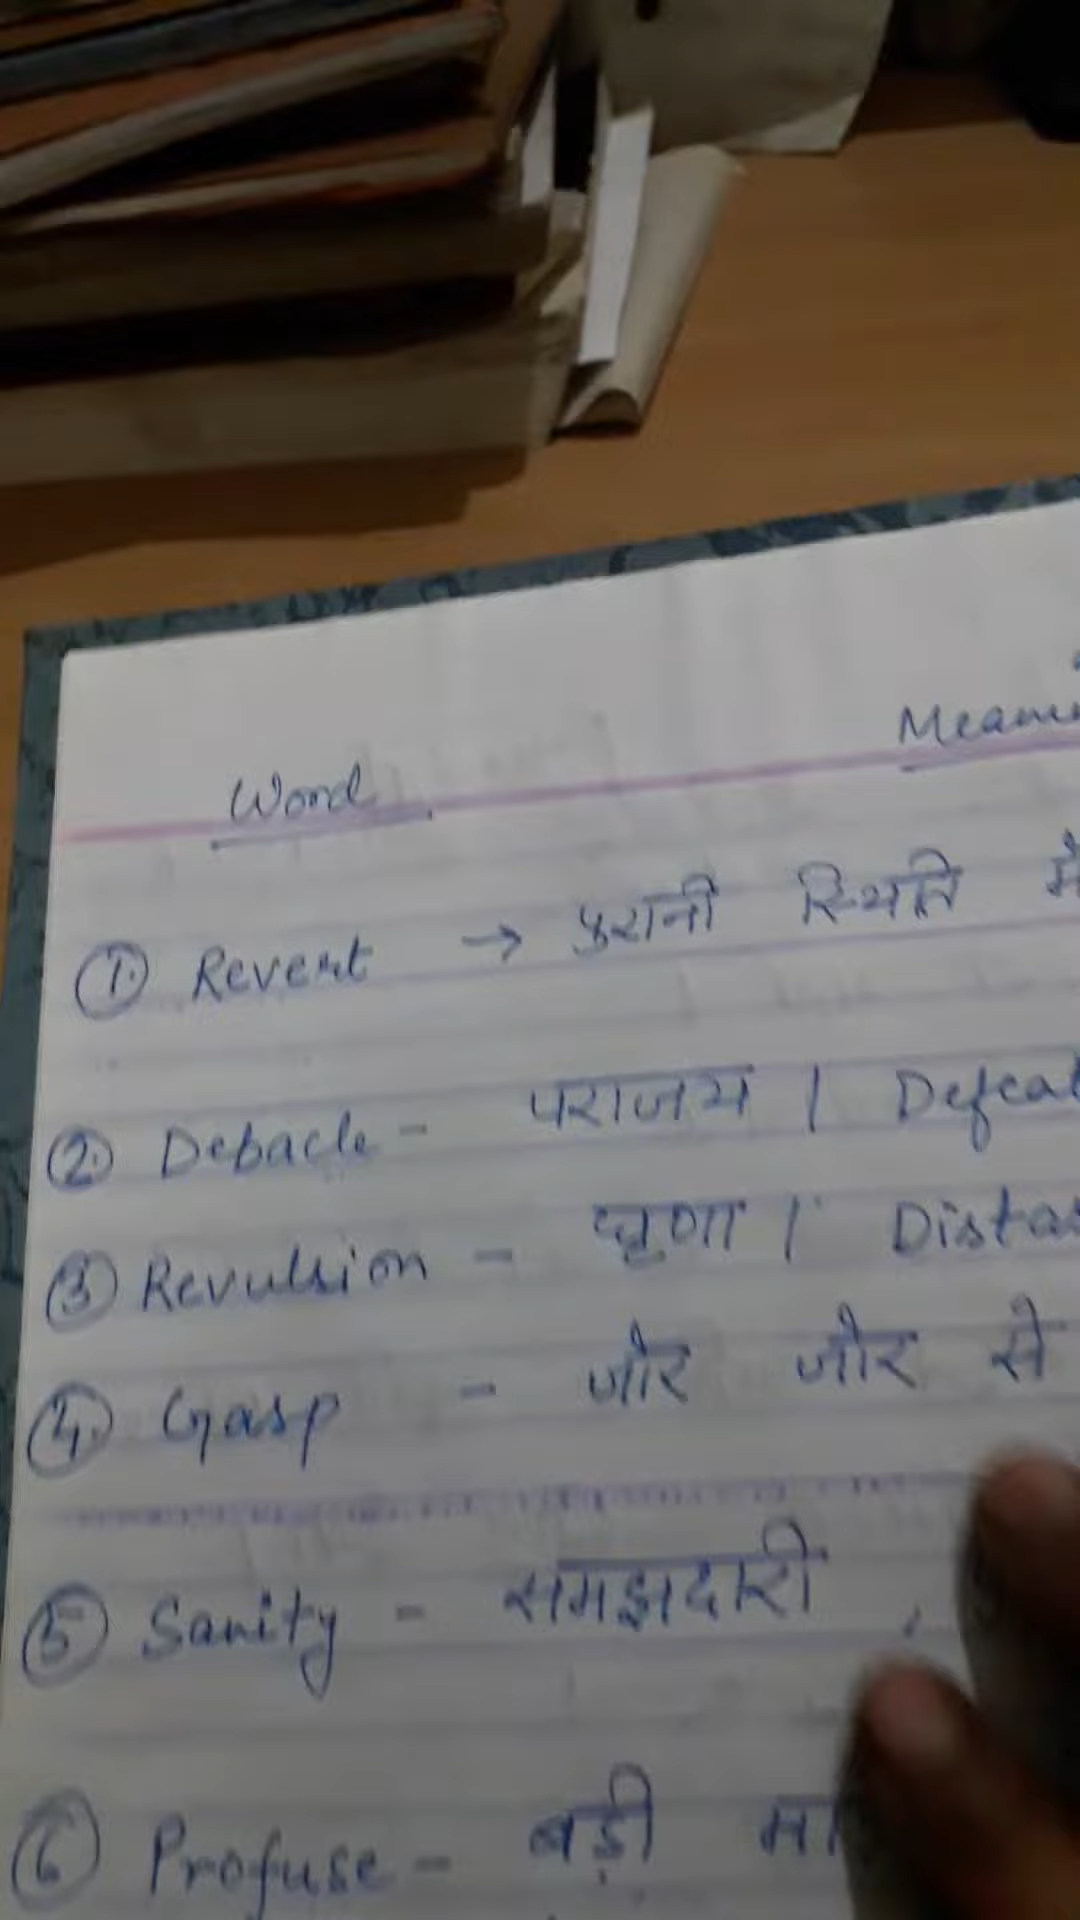 Word Meani
① Revert → पुरानी स्थिति में
② Debacle - पराजय | Defeat
③ Revulsion - घृणा | Distas
④ Gasp - जोर जोर से
⑤ Sanity - समझदारी ,
⑥ Profuse - बड़ी मा